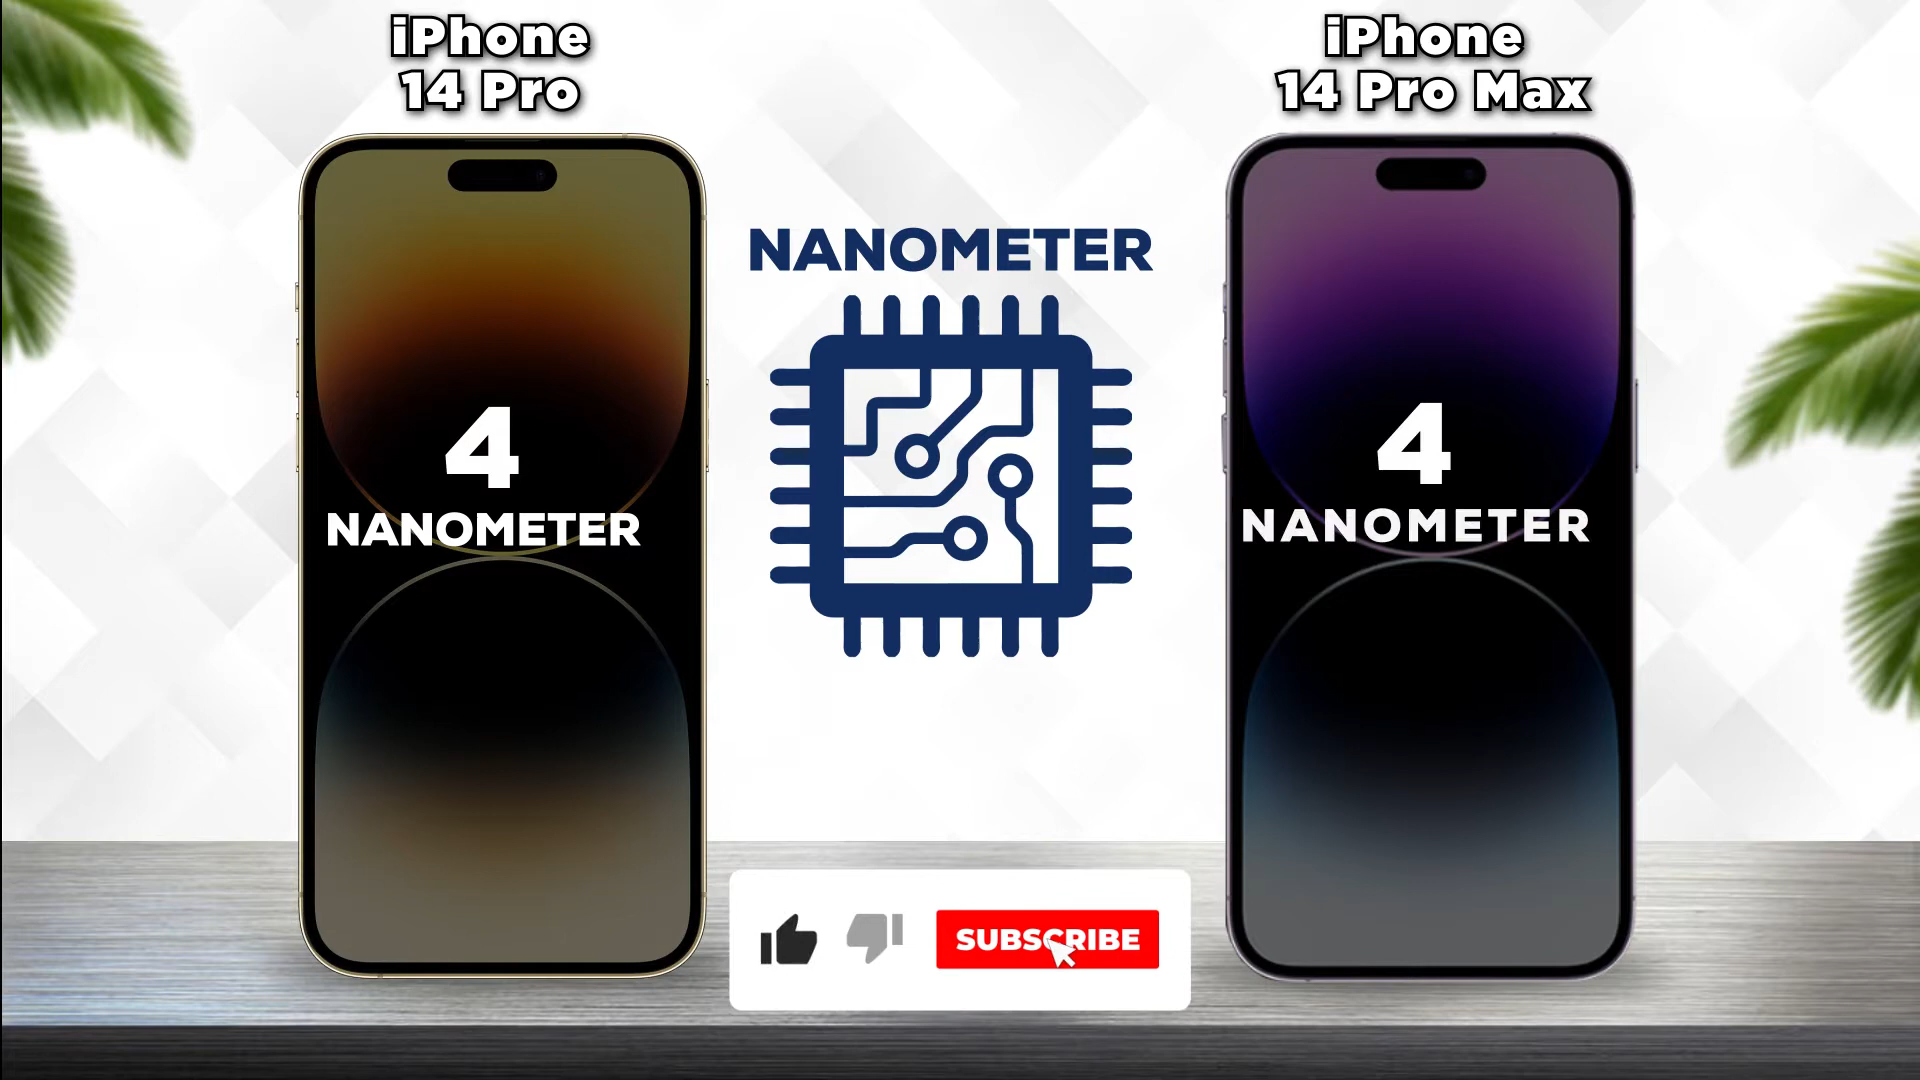 iPhone
14 Pro
iPhone
14 Pro Max
NANOMETER
4
NANOMETER
4
NANOMETER
SUBSCRIBE